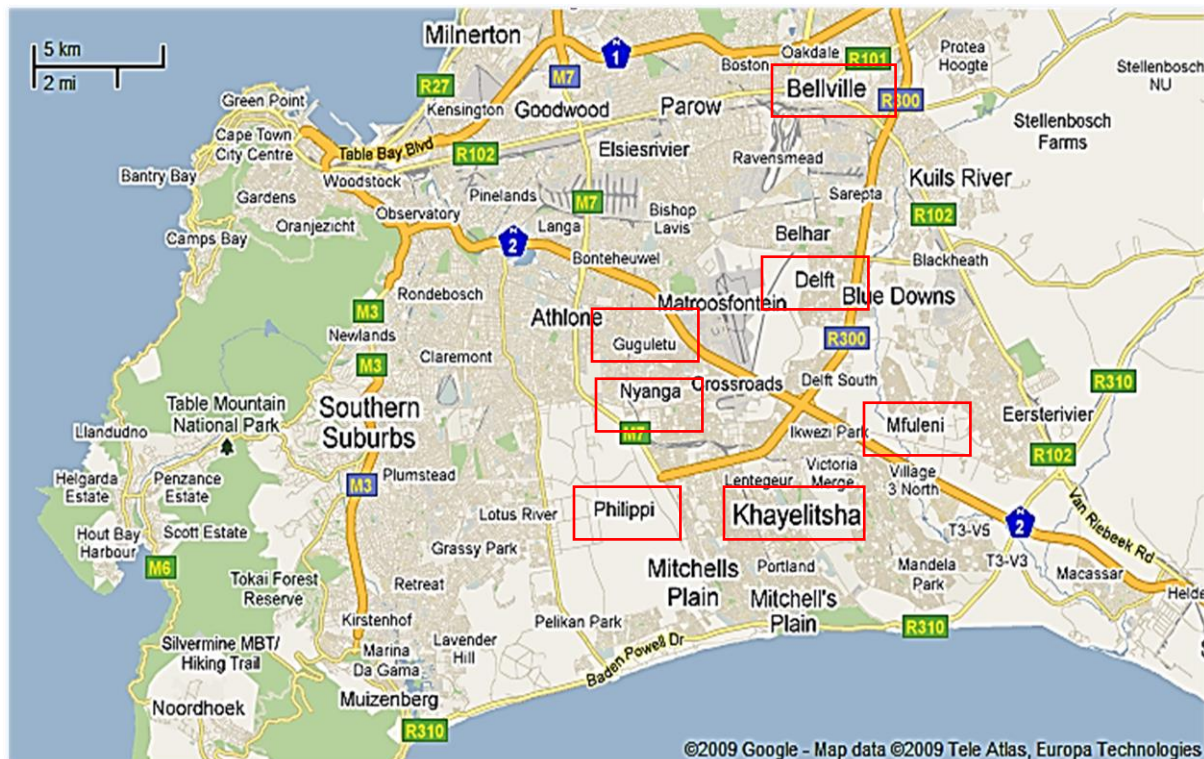 5 km
2 mi
Milnerton
N
1
Oakdale
R101
Boston
Protea
Hoogte
Stellenbosch
NU
M7
R27
Bellville
R300
Green Point
Kensington
Goodwood
Parow
Stellenbosch
Farms
Cape Town
City Centre
Table Bay Blvd
R102
Elsiesrivier
Ravensmead
Bantry Bay
Woodstock
Kuils River
Gardens
Pinelands
M7
Sarepta
Oranjezicht
Observatory
Bishop
Lavis
R102
Camps Bay
N
2
Langa
Belhar
Bonteheuwel
Blackheath
Delft
Rondebosch
Matroosfontein
Blue Downs
M3
Athlone
Newlands
Guguletu
R300
Claremont
M3
Nyanga
Crossroads
Delft South
R310
Table Mountain
National Park
Southern
Suburbs
Mfuleni
Eersterivier
Llandudno
M7
Ikwezi Park
R102
Helgarda
Estate
Penzance
Estate
M3
Plumstead
Lentegeur
Victoria
Merge
Village
3 North
Lotus River
Philippi
Khayelitsha
N
2
Van Riebeek Rd
Hout Bay
Harbour
Scott Estate
T3-V5
Grassy Park
T3-V3
M6
Tokai Forest
Reserve
Retreat
Mitchells
Plain
Portland
Mandela
Park
Macassar
Helde
Mitchell's
Plain
Kirstenhof
Pelikan Park
R310
Silvermine MBT/
Hiking Trail
Marina
Da Gama
Lavender
Hill
Baden Powell Dr
Noordhoek
Muizenberg
R310
©2009 Google - Map data ©2009 Tele Atlas, Europa Technologies